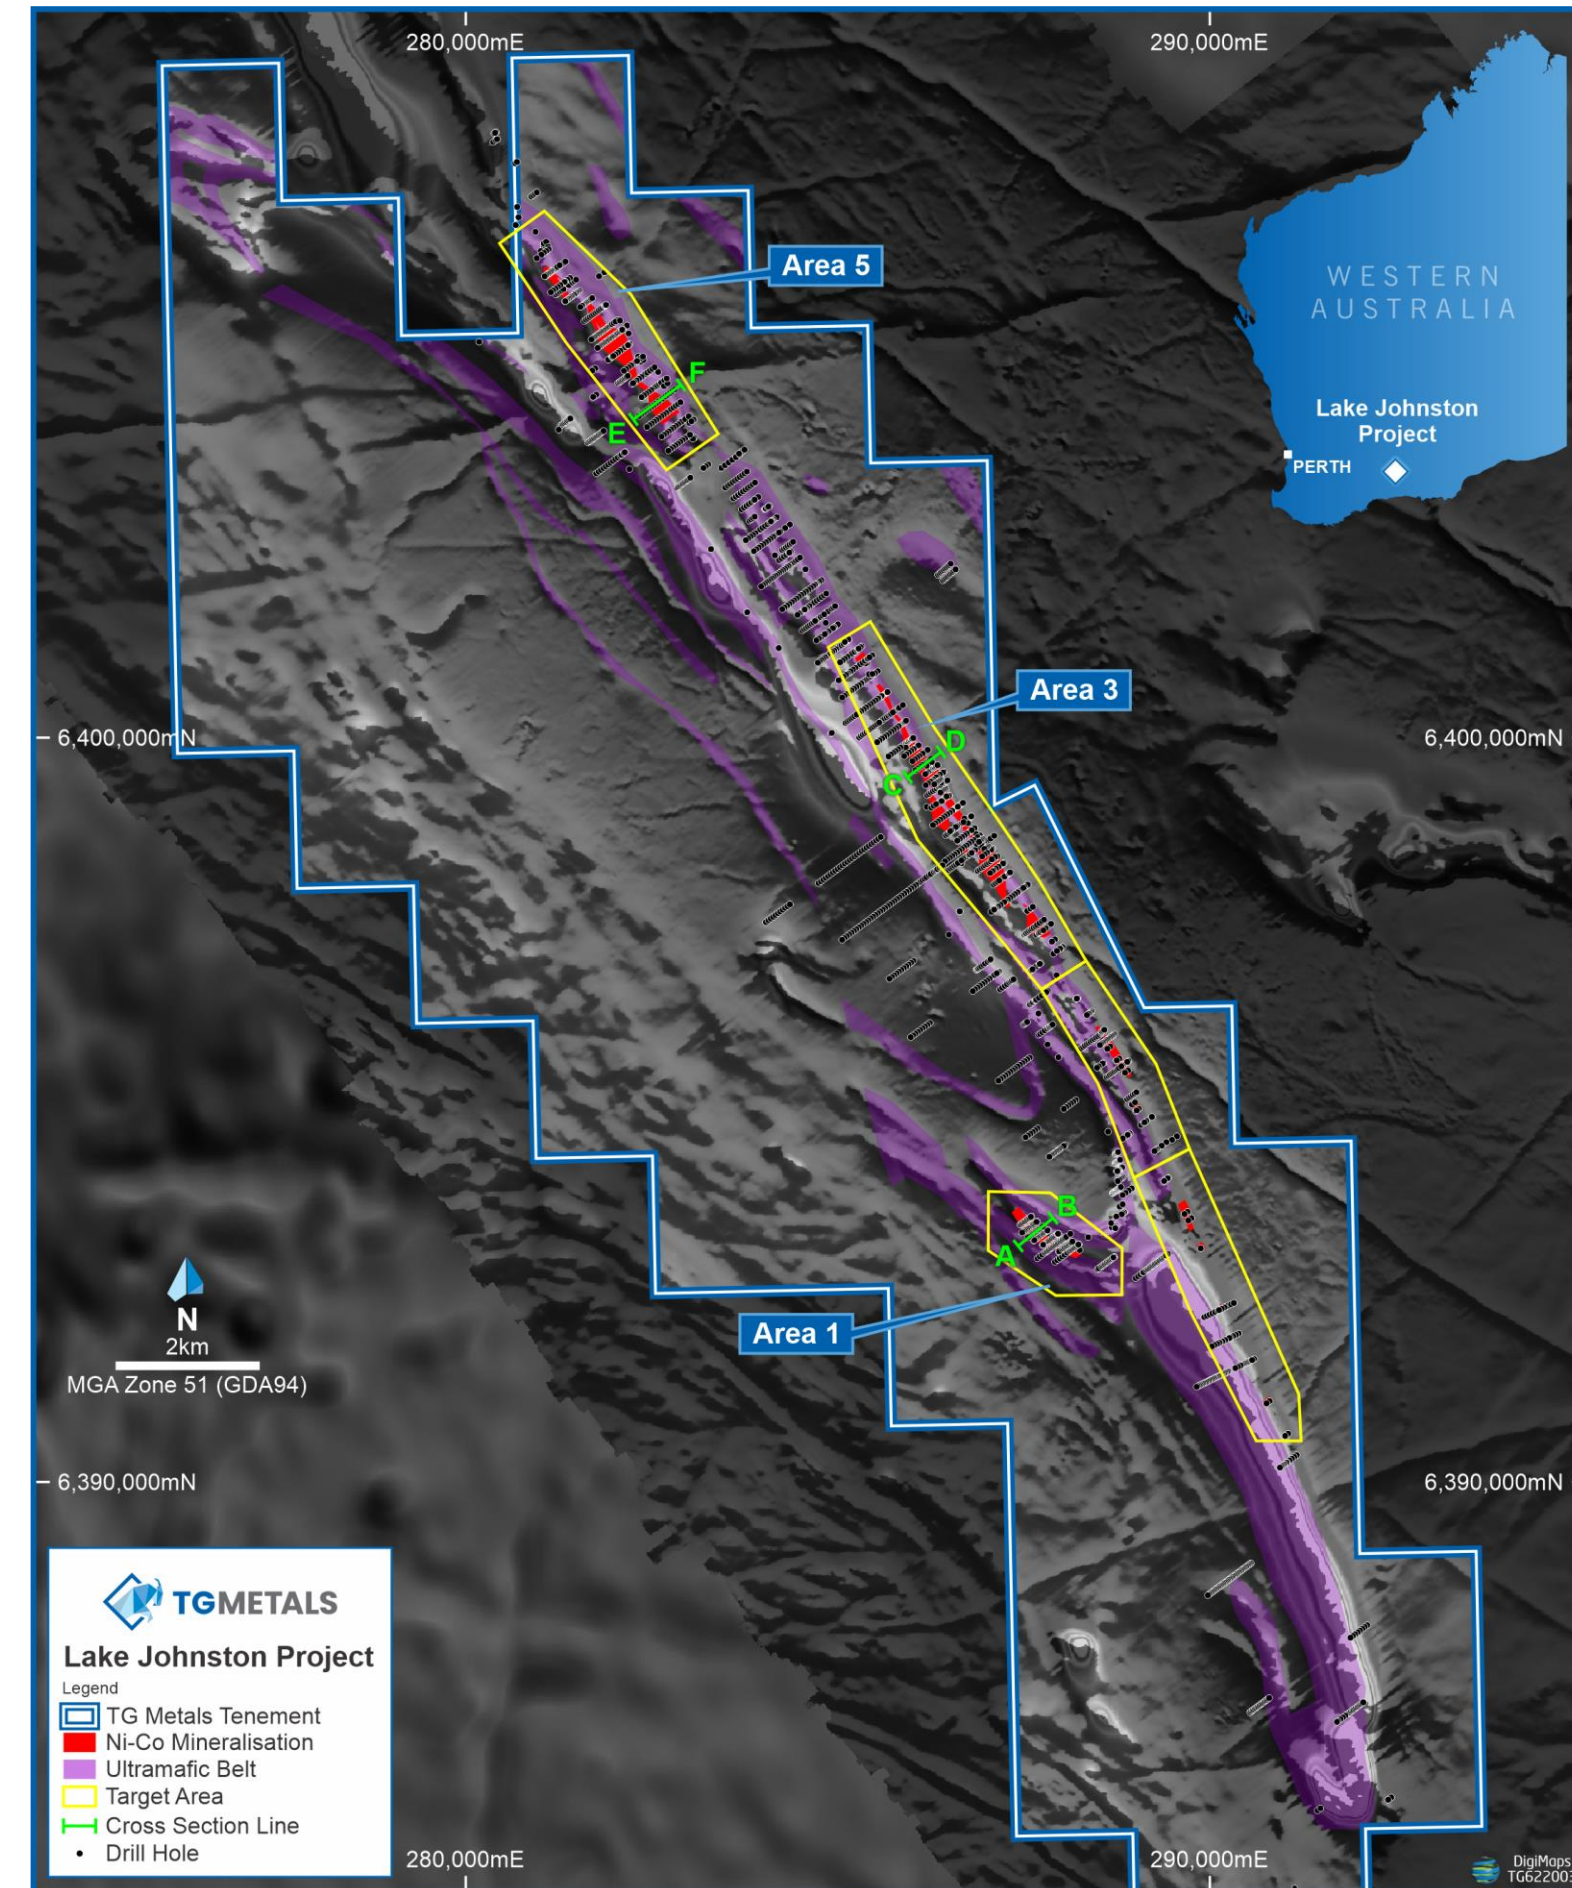 280,000mE
290,000mE
WESTERN
AUSTRALIA
Lake Johnston
Project
PERTH
Area 5
F
E
Area 3
D
C
6,400,000mN
6,400,000mN
B
A
Area 1
N
2km
MGA Zone 51 (GDA94)
6,390,000mN
6,390,000mN
TGMETALS
Lake Johnston Project
Legend
TG Metals Tenement
Ni-Co Mineralisation
Ultramafic Belt
Target Area
Cross Section Line
Drill Hole
280,000mE
290,000mE
DigiMaps
TG622003